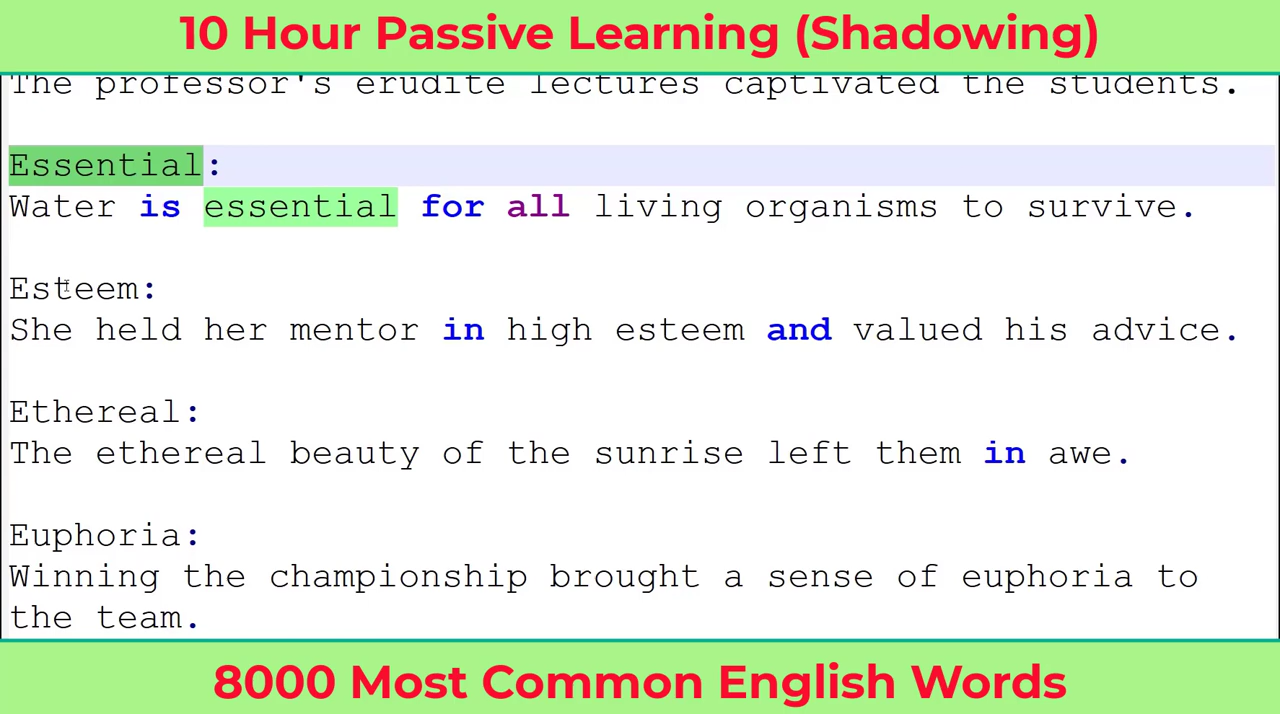 10 Hour Passive Learning (Shadowing)
The professor's erudite lectures captivated the students.
Essential:
Water is essential for all living organisms to survive.
Esteem:
She held her mentor in high esteem and valued his advice.
Ethereal:
The ethereal beauty of the sunrise left them in awe.
Euphoria:
Winning the championship brought a sense of euphoria to
the team.
8000 Most Common English Words